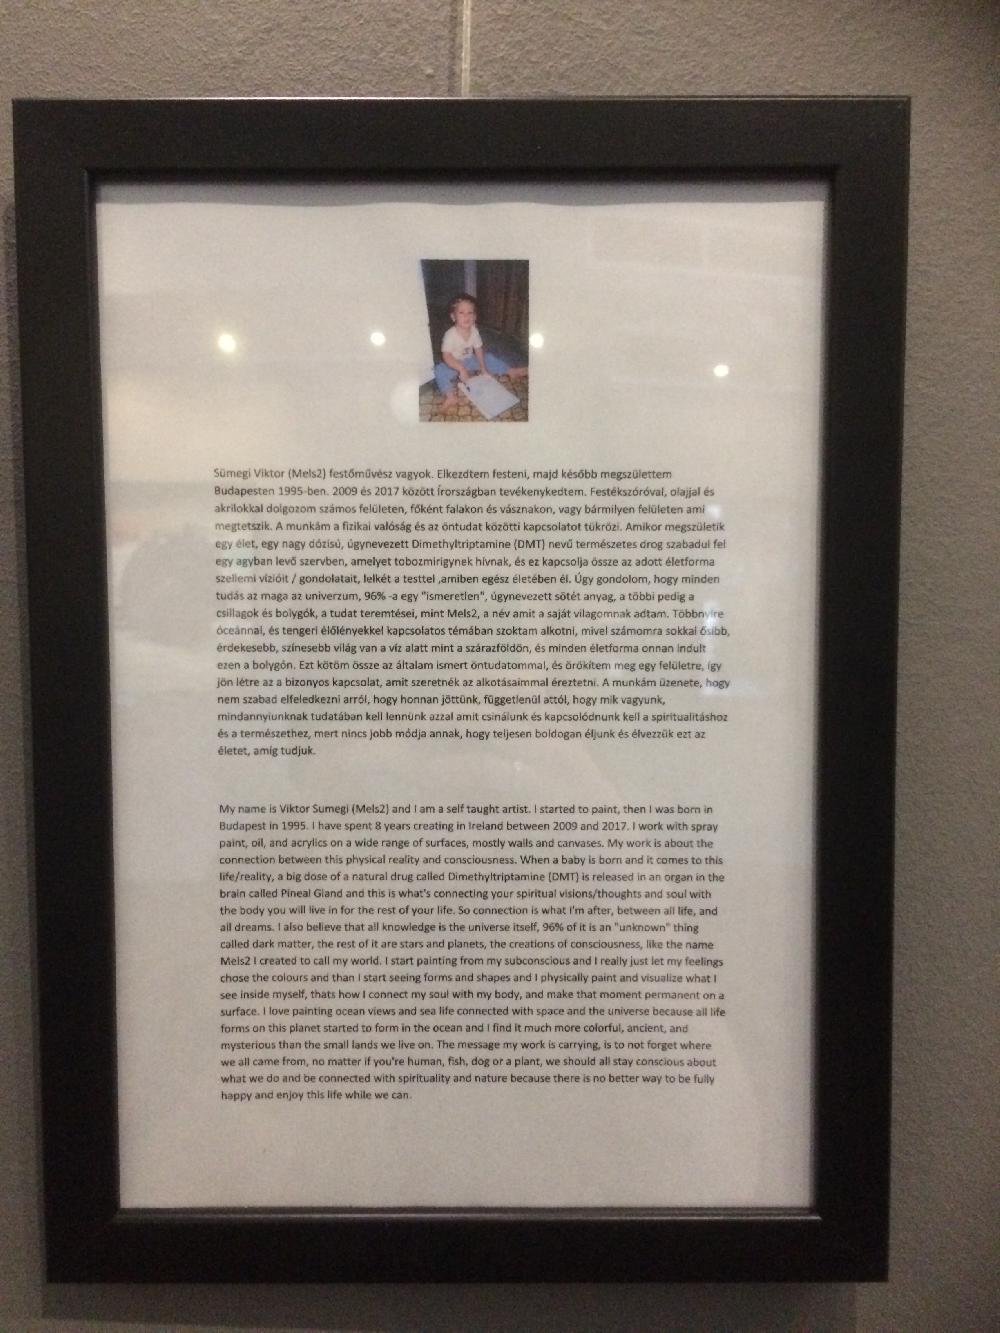 Sümegi Viktor (Mels2) festőművész vagyok. Elkezdtem festeni, majd később megszülettem
Budapesten 1995-ben. 2009 és 2017 között Írországban tevékenykedtem. Festékszóróval, olajjal és
akrilokkal dolgozom számos felületen, főként falakon és vásznakon, vagy bármilyen felületen ami
megtetszik. A munkám a fizikai valóság és az öntudat közötti kapcsolatot tükrözi. Amikor megszületik
egy élet, egy nagy dózisú, úgynevezett Dimethyltriptamine (DMT) nevű természetes drog szabadul fel
egy agyban levő szervben, amelyet tobozmirigynek hívnak, és ez kapcsolja össze az adott életforma
szellemi vízióit / gondolatait, lelkét a testtel ,amiben egész életében él. Úgy gondolom, hogy minden
tudás az maga az univerzum, 96% -a egy "ismeretlen", úgynevezett sötét anyag, a többi pedig a
csillagok és bolygók, a tudat teremtései, mint Mels2, a név amit a saját világomnak adtam. Többnyire
óceánnal, és tengeri élőlényekkel kapcsolatos témában szoktam alkotni, mivel számomra sokkal ősibb,
érdekesebb, színesebb világ van a víz alatt mint a szárazföldön, és minden életforma onnan indult
ezen a bolygón. Ezt kötöm össze az általam ismert öntudatommal, és örökítem meg egy felületre, így
jön létre az a bizonyos kapcsolat, amit szeretnék az alkotásaimmal éreztetni. A munkám üzenete, hogy
nem szabad elfeledkezni arról, hogy honnan jöttünk, függetlenül attól, hogy mik vagyunk,
mindannyiunknak tudatában kell lennünk azzal amit csinálunk és kapcsolódnunk kell a spiritualitáshoz
és a természethez, mert nincs jobb módja annak, hogy teljesen boldogan éljunk és élvezzük ezt az
életet, amíg tudjuk.
My name is Viktor Sumegi (Mels2) and I am a self taught artist. I started to paint, then I was born in
Budapest in 1995. I have spent 8 years creating in Ireland between 2009 and 2017. I work with spray
paint, oil, and acrylics on a wide range of surfaces, mostly walls and canvases. My work is about the
connection between this physical reality and consciousness. When a baby is born and it comes to this
life/reality, a big dose of a natural drug called Dimethyltriptamine (DMT) is released in an organ in the
brain called Pineal Gland and this is what's connecting your spiritual visions/thoughts and soul with
the body you will live in for the rest of your life. So connection is what I'm after, between all life, and
all dreams. I also believe that all knowledge is the universe itself, 96% of it is an "unknown" thing
called dark matter, the rest of it are stars and planets, the creations of consciousness, like the name
Mels2 I created to call my world. I start painting from my subconscious and I really just let my feelings
chose the colours and than I start seeing forms and shapes and I physically paint and visualize what I
see inside myself, thats how I connect my soul with my body, and make that moment permanent on a
surface. I love painting ocean views and sea life connected with space and the universe because all life
forms on this planet started to form in the ocean and I find it much more colorful, ancient, and
mysterious than the small lands we live on. The message my work is carrying, is to not forget where
we all came from, no matter if you're human, fish, dog or a plant, we should all stay conscious about
what we do and be connected with spirituality and nature because there is no better way to be fully
happy and enjoy this life while we can.